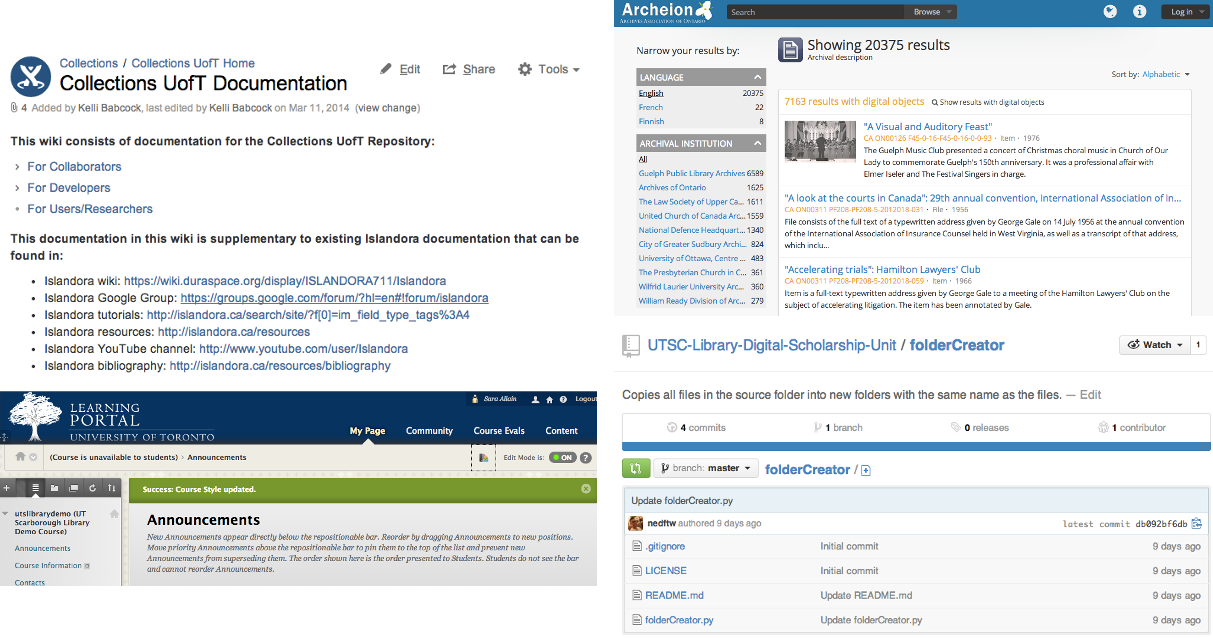 Collections / Collections UofT Home
Collections UofT Documentation
Edit Share Tools
4 Added by Kelli Babcock, last edited by Kelli Babcock on Mar 11, 2014 (view change)
This wiki consists of documentation for the Collections UofT Repository:
> For Collaborators
> For Developers
• For Users/Researchers
This documentation in this wiki is supplementary to existing Islandora documentation that can be
found in:
• Islandora wiki: https://wiki.duraspace.org/display/ISLANDORA711/Islandora
• Islandora Google Group: https://groups.google.com/forum/?hl=en#!forum/islandora
• Islandora tutorials: http://islandora.ca/search/site/?f[0]=im_field_type_tags%3A4
• Islandora resources: http://islandora.ca/resources
• Islandora YouTube channel: http://www.youtube.com/user/Islandora
• Islandora bibliography: http://islandora.ca/resources/bibliography
LEARNING
PORTAL
UNIVERSITY OF TORONTO
Sara Allain Logout
My Page Community Course Evals Content
(Course is unavailable to students) > Announcements
Edit Mode is: ON ?
Success: Course Style updated.
utslibrarydemo (UT
Scarborough Library
Demo Course)
Announcements
Course Information
Contacts
Announcements
New Announcements appear directly below the repositionable bar. Reorder by dragging Announcements to new positions.
Move priority Announcements above the repositionable bar to pin them to the top of the list and prevent new
Announcements from superseding them. The order shown here is the order presented to Students. Students do not see the bar
and cannot reorder Announcements.
Archeion
ARCHIVES ASSOCIATION OF ONTARIO
Search Browse Log in
Narrow your results by:
LANGUAGE
English 20375
French 22
Finnish 8
ARCHIVAL INSTITUTION
All
Guelph Public Library Archives 6589
Archives of Ontario 1625
The Law Society of Upper Ca... 1611
United Church of Canada Arc... 1559
National Defence Headquart... 1340
City of Greater Sudbury Archi... 824
University of Ottawa, Centre ... 483
The Presbyterian Church in C... 361
Wilfrid Laurier University Arc... 360
William Ready Division of Arc... 279
Showing 20375 results
Archival description
Sort by: Alphabetic
7163 results with digital objects Show results with digital objects
"A Visual and Auditory Feast"
CA ON00126 F45-0-16-F45-0-16-0-0-93 · Item · 1976
The Guelph Music Club presented a concert of Christmas choral music in Church of Our
Lady to commemorate Guelph's 150th anniversary. It was a professional affair with
Elmer Iseler and The Festival Singers in charge.
"A look at the courts in Canada": 29th annual convention, International Association of In...
CA ON00311 PF208-PF208-5-2012018-031 · File · 1956
File consists of the full text of a typewritten address given by George Gale on 14 July 1956 at the annual convention
of the International Association of Insurance Counsel held in West Virginia, as well as a transcript of that address,
which inclu...
"Accelerating trials": Hamilton Lawyers' Club
CA ON00311 PF208-PF208-5-2012018-059 · Item · 1966
Item is a full-text typewritten address given by George Gale to a meeting of the Hamilton Lawyers' Club on the
subject of accelerating litigation. The item has been annotated by Gale.
UTSC-Library-Digital-Scholarship-Unit / folderCreator
Watch 1
Copies all files in the source folder into new folders with the same name as the files. — Edit
4 commits 1 branch 0 releases 1 contributor
branch: master folderCreator /
Update folderCreator.py
nedftw authored 9 days ago latest commit db092bf6db
.gitignore Initial commit 9 days ago
LICENSE Initial commit 9 days ago
README.md Update README.md 9 days ago
folderCreator.py Update folderCreator.py 9 days ago